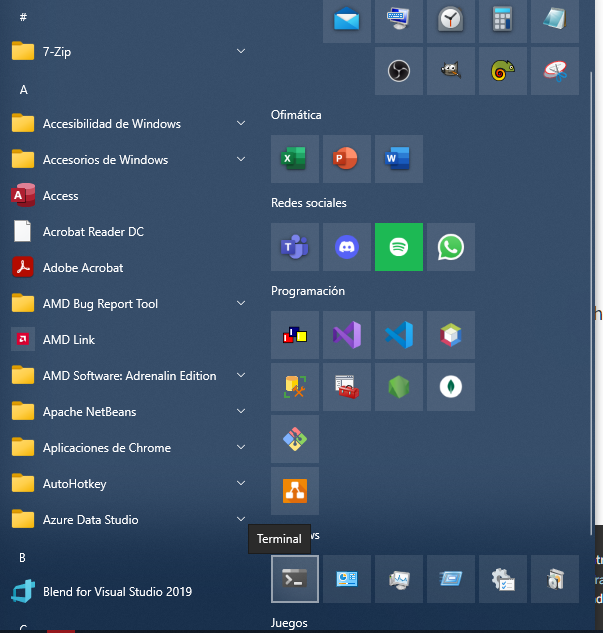 #
7-Zip
A
Accesibilidad de Windows
Accesorios de Windows
Access
Acrobat Reader DC
Adobe Acrobat
AMD Bug Report Tool
AMD Link
AMD Software: Adrenalin Edition
Apache NetBeans
Aplicaciones de Chrome
AutoHotkey
Azure Data Studio
B
Blend for Visual Studio 2019
Ofimática
Redes sociales
Programación
Terminal
Juegos